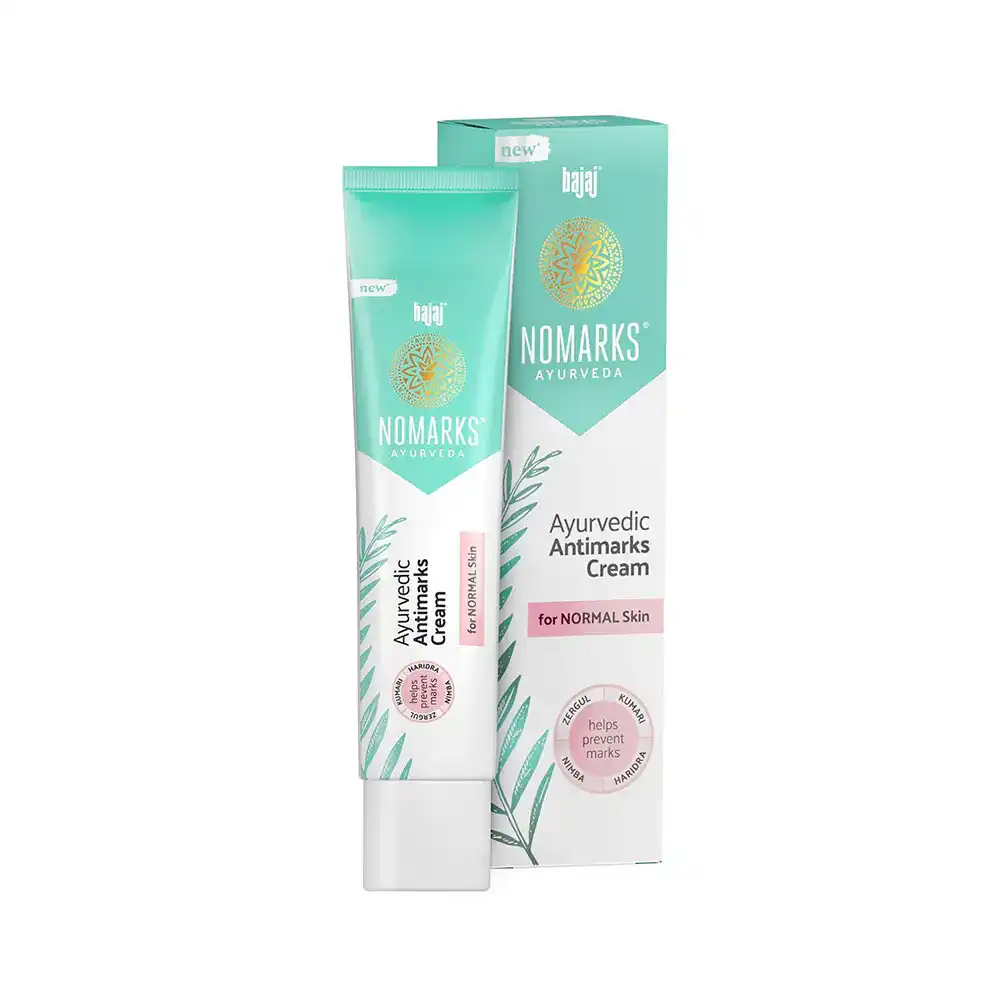 new*
bajaj
NOMARKS®
AYURVEDA
Ayurvedic
Antimarks
Cream
for NORMAL Skin
ZERGUL
KUMARI
NIMBA
HARIDRA
helps
prevent
marks
new*
bajaj
NOMARKS®
AYURVEDA
Ayurvedic
Antimarks
Cream
for NORMAL Skin
KUMARI
HARIDRA
NIMBA
ZERGUL
helps
prevent
marks